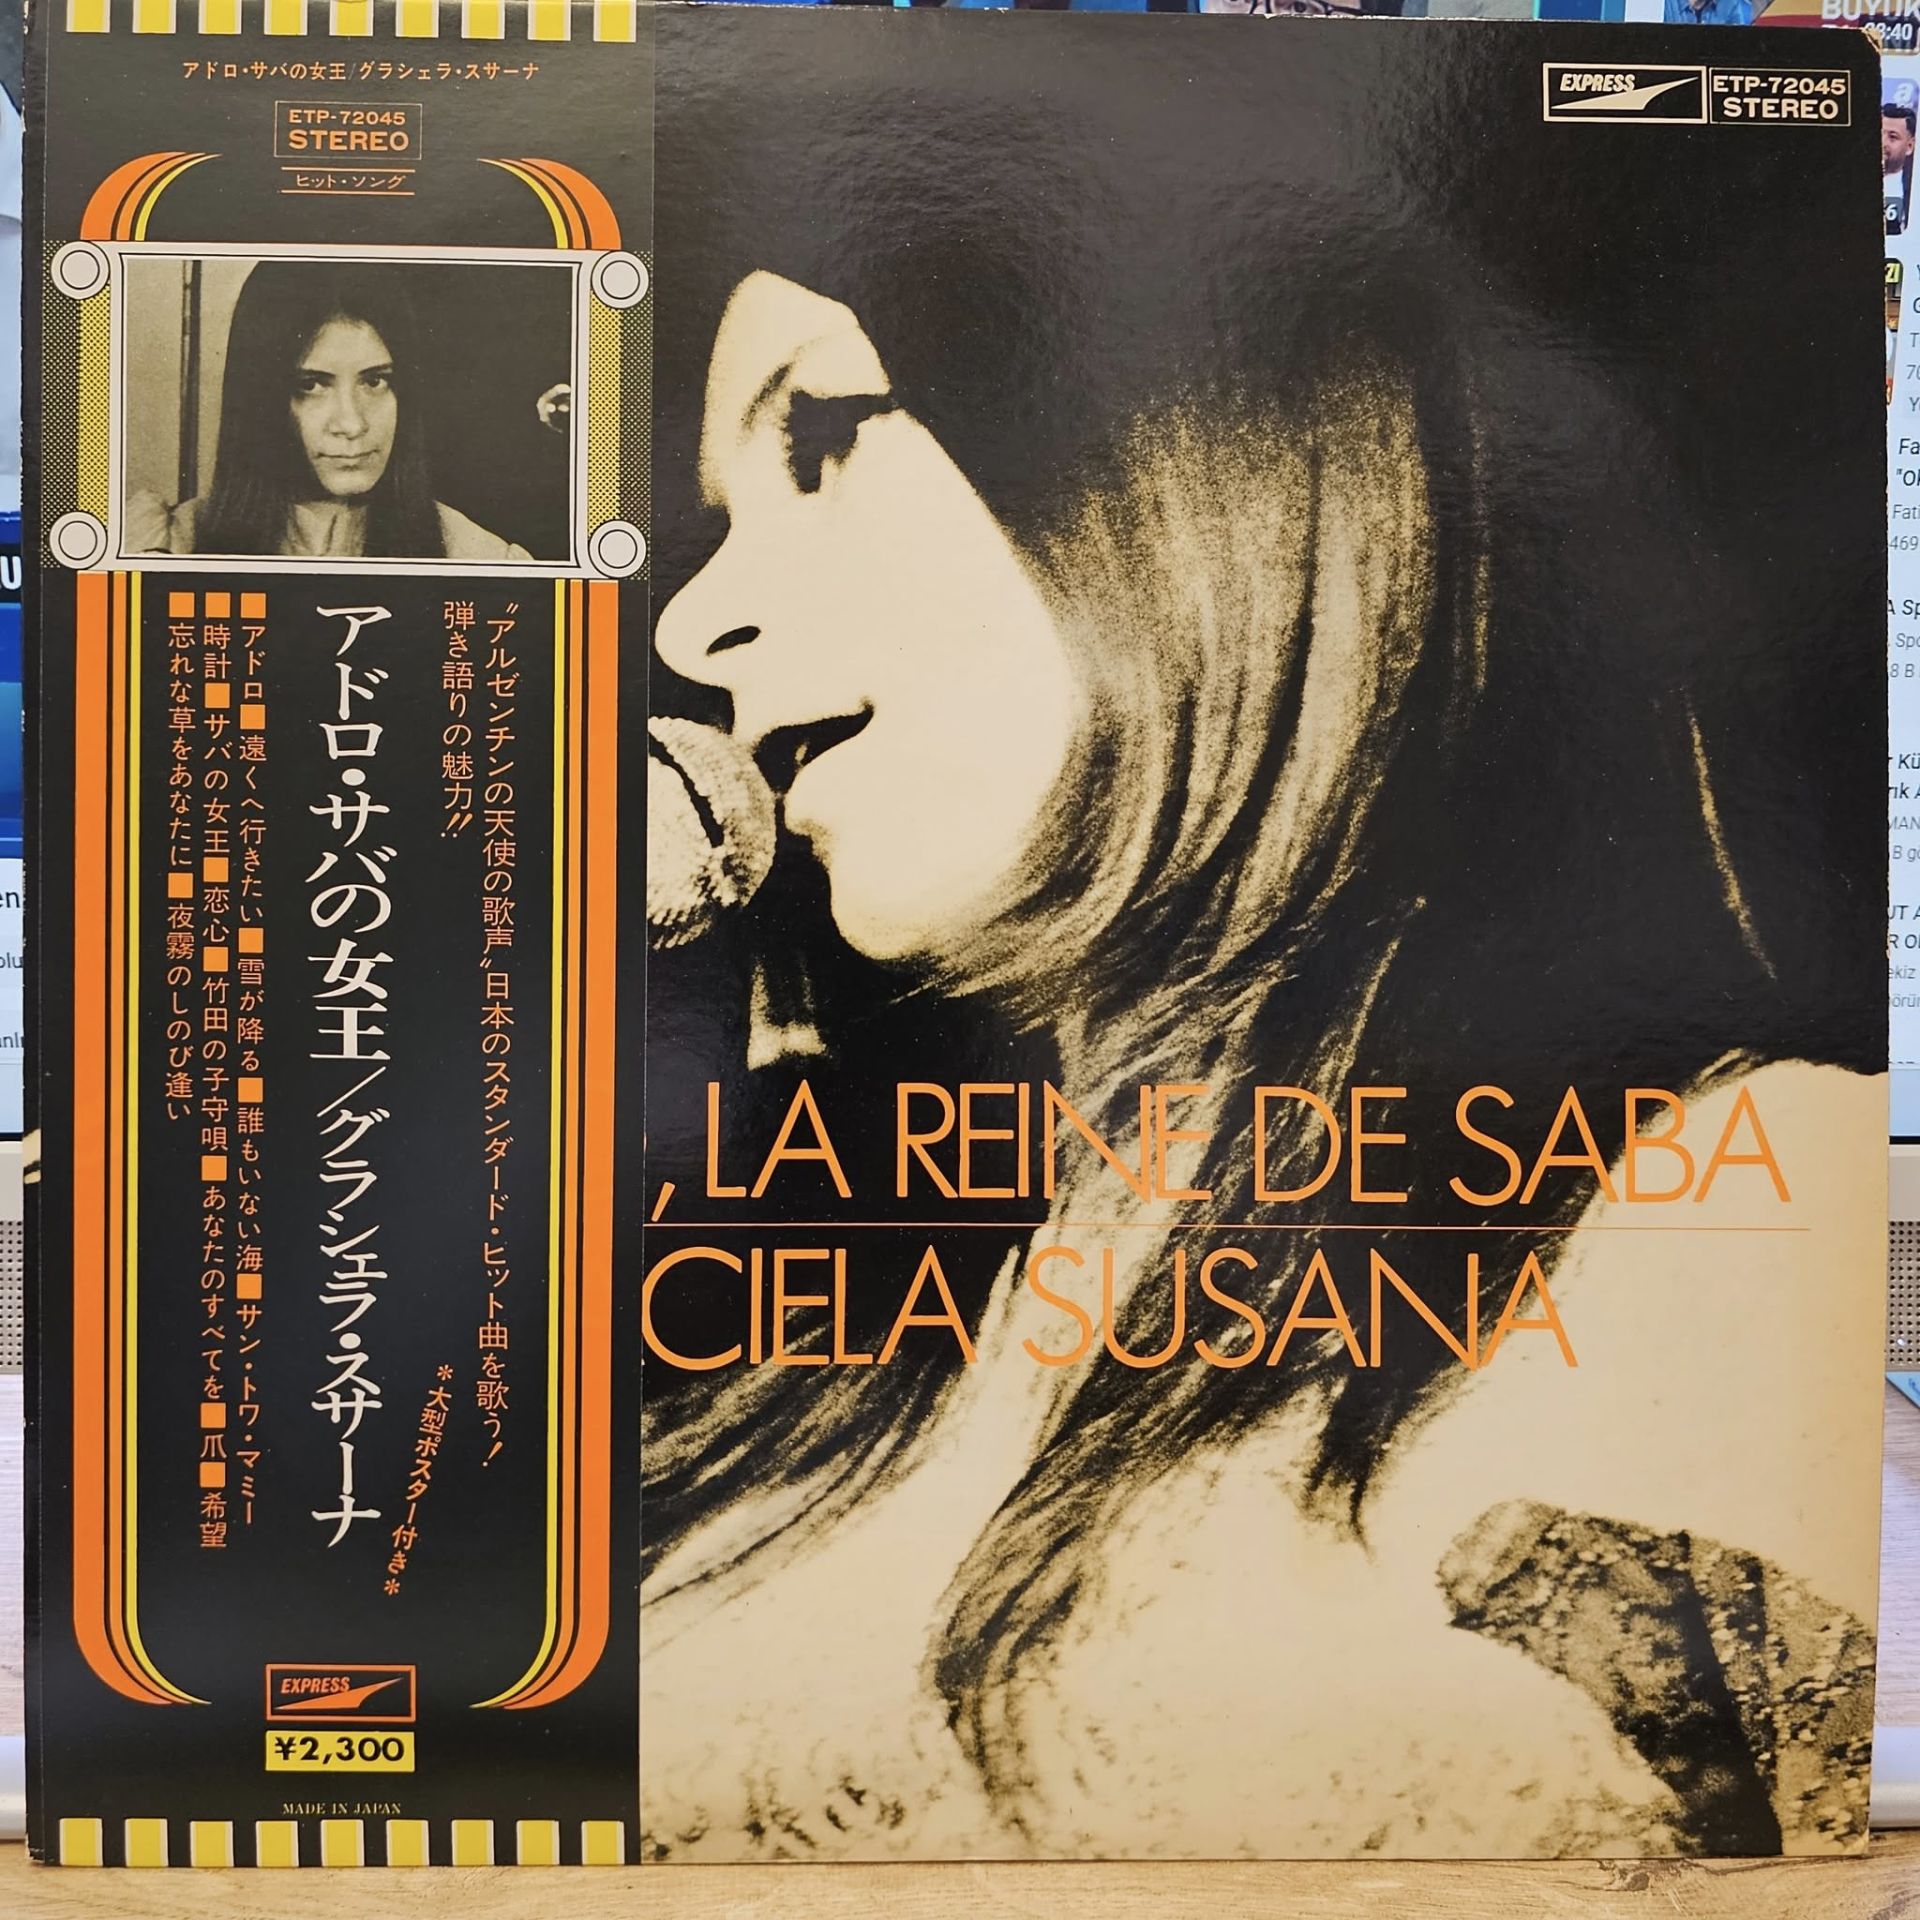 アドロ・サバの女王/グラシェラ・スサーナ
ETP-72045
STEREO
ヒット・ソング
〝アルゼンチンの天使の歌声〟日本のスタンダード・ヒット曲を歌う!
弾き語りの魅力!!
アドロ・サバの女王/グラシェラ・スサーナ
*大型ポスター付き*
■アドロ■遠くへ行きたい■雪が降る■誰もいない海■サン・トワ・マミー
■時計■サバの女王■恋心■竹田の子守唄■あなたのすべてを■爪■希望
■忘れな草をあなたに■夜霧のしのび逢い
EXPRESS
¥2,300
MADE IN JAPAN
EXPRESS
ETP-72045
STEREO
, LA REINE DE SABA
CIELA SUSANA
BÜYÜK